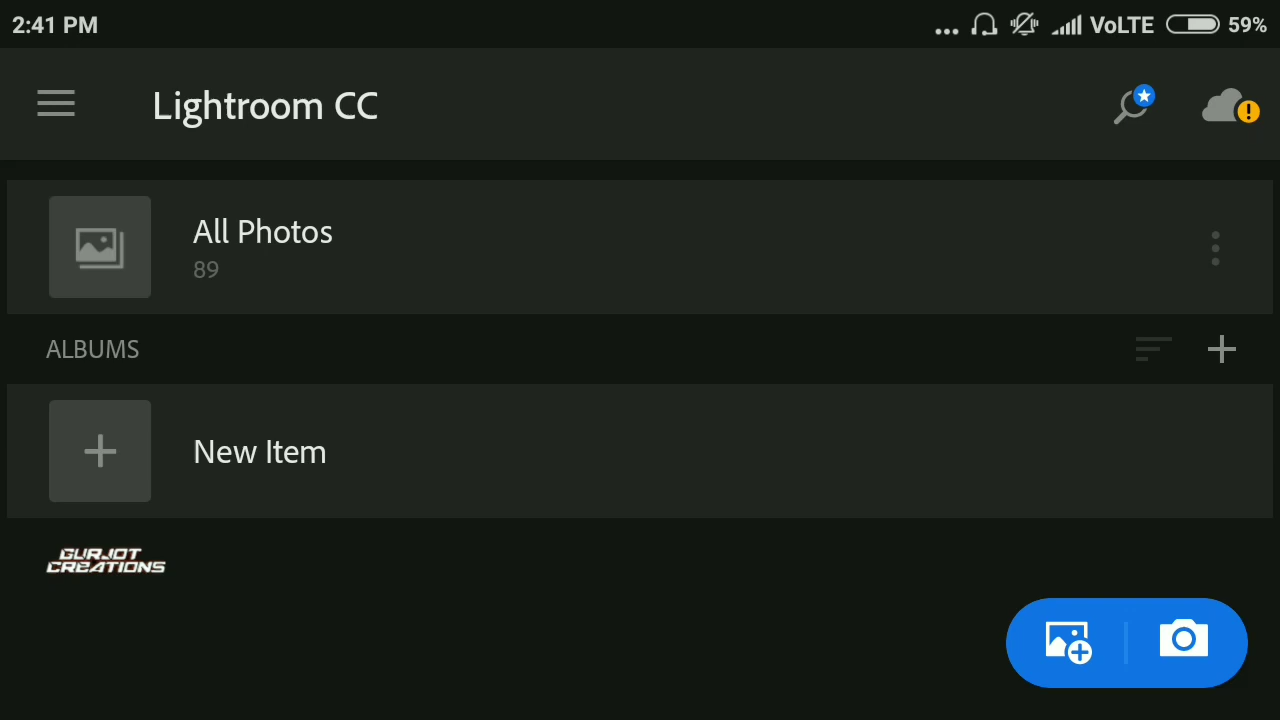 2:41 PM
... VoLTE 59%
Lightroom CC
All Photos
89
ALBUMS
New Item
GURJOT
CREATIONS